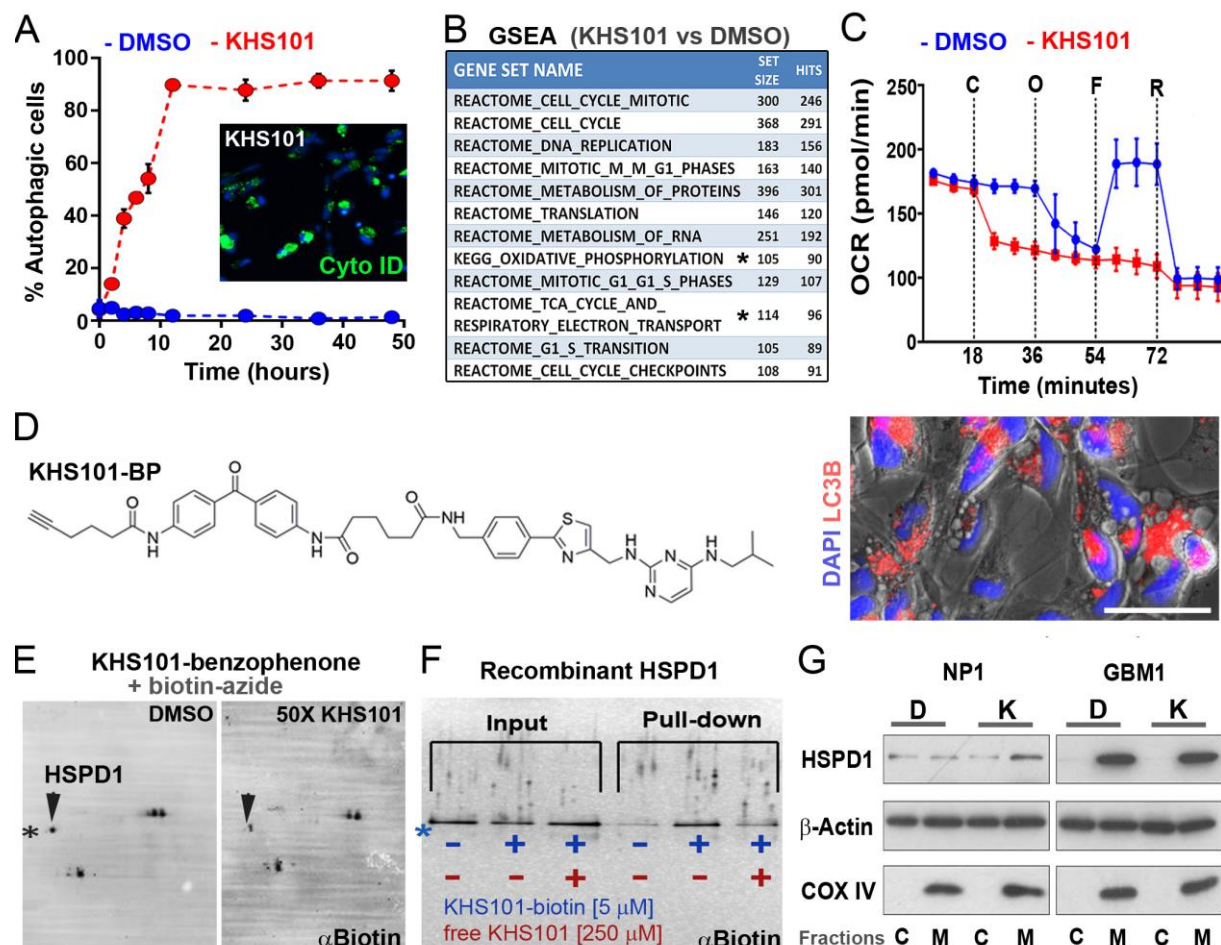 A
- DMSO - KHS101
% Autophagic cells
100
80
60
40
20
0
KHS101
Cyto ID
0 10 20 30 40 50
Time (hours)
B GSEA (KHS101 vs DMSO)
GENE SET NAME SET SIZE HITS
REACTOME_CELL_CYCLE_MITOTIC 300 246
REACTOME_CELL_CYCLE 368 291
REACTOME_DNA_REPLICATION 183 156
REACTOME_MITOTIC_M_M_G1_PHASES 163 140
REACTOME_METABOLISM_OF_PROTEINS 396 301
REACTOME_TRANSLATION 146 120
REACTOME_METABOLISM_OF_RNA 251 192
KEGG_OXIDATIVE_PHOSPHORYLATION * 105 90
REACTOME_MITOTIC_G1_G1_S_PHASES 129 107
REACTOME_TCA_CYCLE_AND_
RESPIRATORY_ELECTRON_TRANSPORT * 114 96
REACTOME_G1_S_TRANSITION 105 89
REACTOME_CELL_CYCLE_CHECKPOINTS 108 91
C
- DMSO - KHS101
OCR (pmol/min)
250
200
150
100
50
C O F R
18 36 54 72
Time (minutes)
D
KHS101-BP
O
N
H
O
N
H
O
O
H
N
S
N
N
H
N
N
H
N
DAPI LC3B
E
KHS101-benzophenone
+ biotin-azide
DMSO
50X KHS101
HSPD1
*
αBiotin
F
Recombinant HSPD1
Input Pull-down
*
− + + − + +
− − + − − +
KHS101-biotin [5 μM]
free KHS101 [250 μM]
αBiotin
G
NP1 GBM1
D K D K
HSPD1
β-Actin
COX IV
Fractions C M C M C M C M